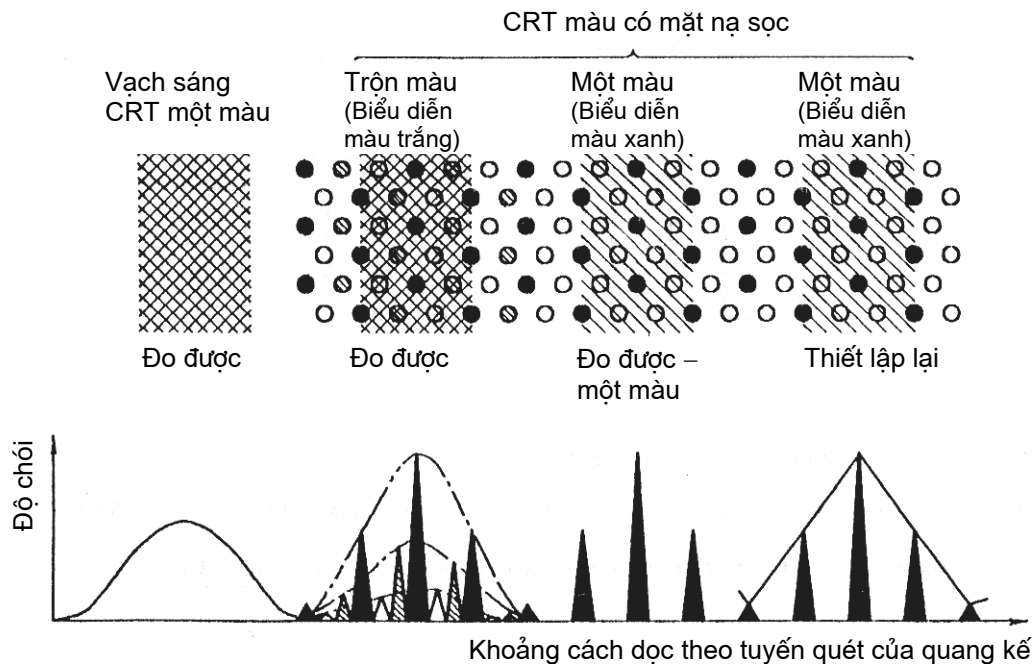 CRT màu có mặt nạ sọc
Vạch sáng
CRT một màu
Trộn màu
(Biểu diễn
màu trắng)
Một màu
(Biểu diễn
màu xanh)
Một màu
(Biểu diễn
màu xanh)
Đo được
Đo được
Đo được –
một màu
Thiết lập lại
Độ chói
Khoảng cách dọc theo tuyến quét của quang kế